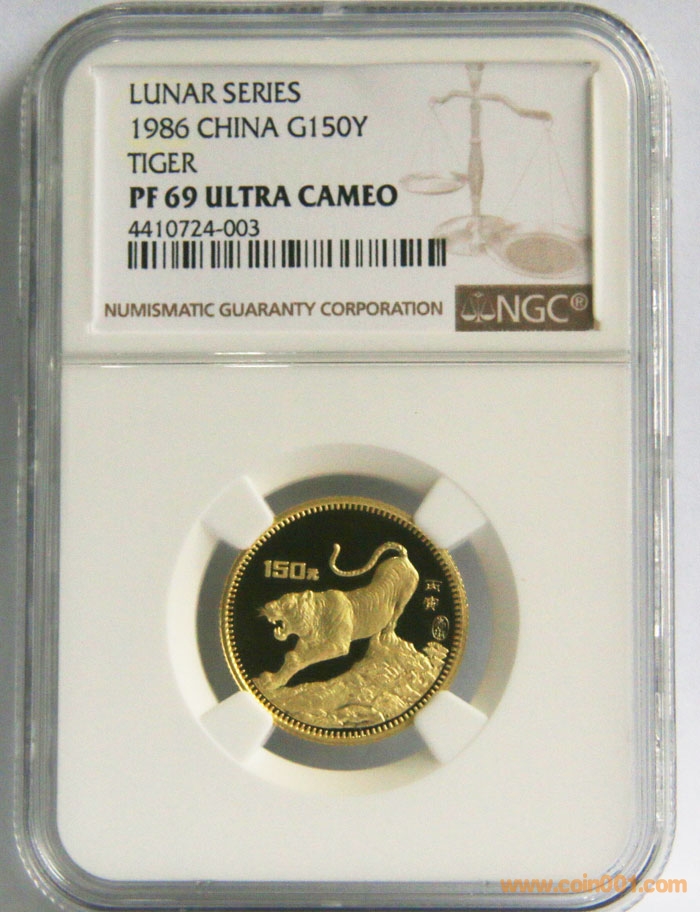 LUNAR SERIES
1986 CHINA G150Y
TIGER
PF 69 ULTRA CAMEO
4410724-003
NUMISMATIC GUARANTY CORPORATION
NGC®
150元
丙寅
www.coin001.com